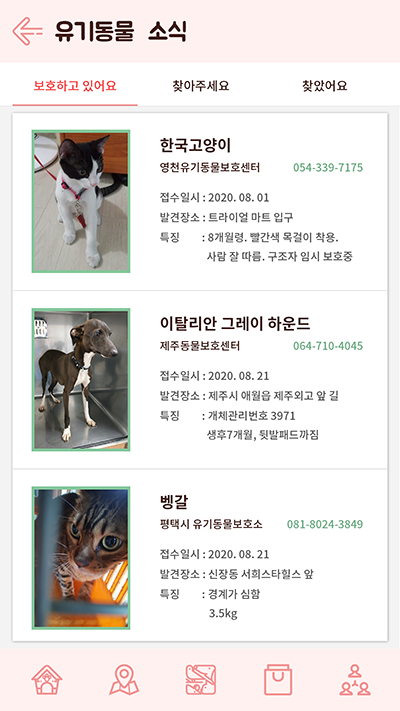 유기동물 소식
보호하고 있어요 찾아주세요 찾았어요
한국고양이
영천유기동물보호센터 054-339-7175
접수일시 : 2020. 08. 01
발견장소 : 트라이얼 마트 입구
특징 : 8개월령. 빨간색 목걸이 착용.
사람 잘 따름. 구조자 임시 보호중
이탈리안 그레이 하운드
제주동물보호센터 064-710-4045
접수일시 : 2020. 08. 21
발견장소 : 제주시 애월읍 제주외고 앞 길
특징 : 개체관리번호 3971
생후7개월, 뒷발패드까짐
벵갈
평택시 유기동물보호소 081-8024-3849
접수일시 : 2020. 08. 21
발견장소 : 신장동 서희스타힐스 앞
특징 : 경계가 심함
3.5kg